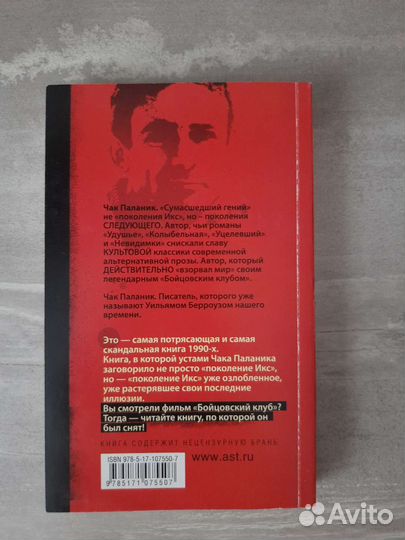 Чак Паланик. «Сумасшедший гений»
не «поколения Икс», но – поколения
СЛЕДУЮЩЕГО. Автор, чьи романы
«Удушье», «Колыбельная», «Уцелевший»
и «Невидимки» снискали славу
КУЛЬТОВОЙ классики современной
альтернативной прозы. Автор, который
ДЕЙСТВИТЕЛЬНО «взорвал мир» своим
легендарным «Бойцовским клубом».
Чак Паланик. Писатель, которого уже
называют Уильямом Берроузом нашего
времени.
Это — самая потрясающая и самая
скандальная книга 1990-х.
Книга, в которой устами Чака Паланика
заговорило не просто «поколение Икс»,
но — «поколение Икс» уже озлобленное,
уже растерявшее свои последние
иллюзии.
Вы смотрели фильм «Бойцовский клуб»?
Тогда — читайте книгу, по которой он
был снят!
КНИГА СОДЕРЖИТ НЕЦЕНЗУРНУЮ БРАНЬ
ISBN 978-5-17-107550-7
9785171075507
www.ast.ru
Avito